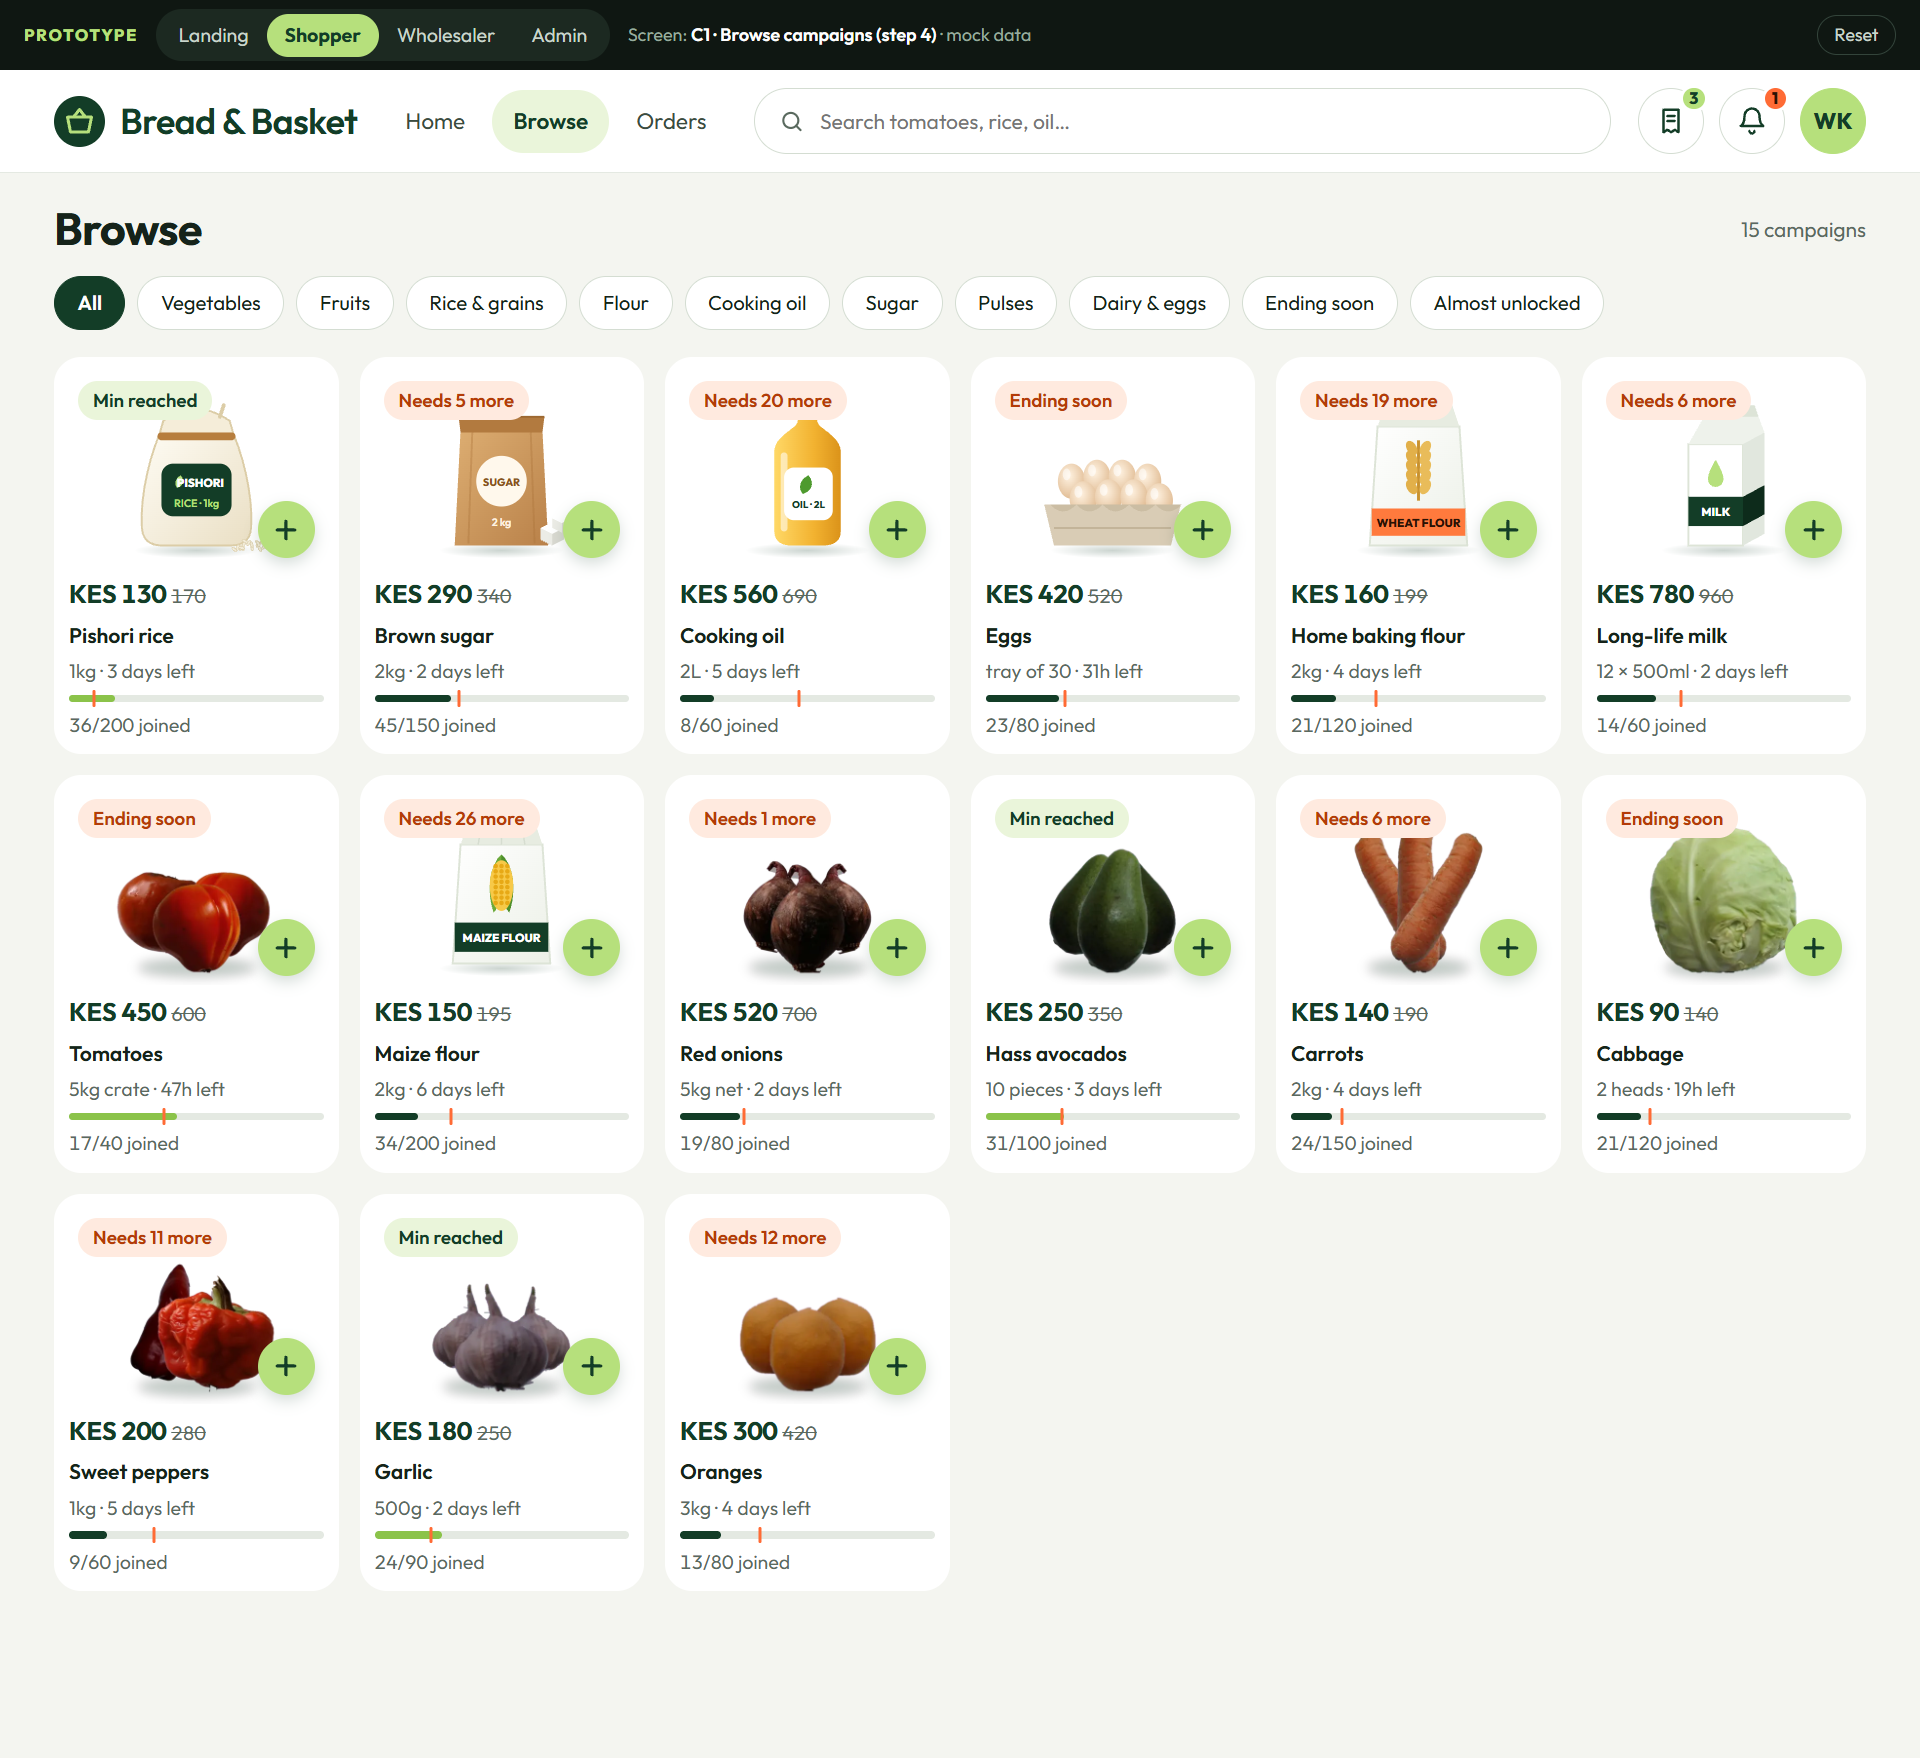 PROTOTYPE Landing Shopper Wholesaler Admin Screen: C1 · Browse campaigns (step 4) · mock data Reset
Bread & Basket Home Browse Orders Search tomatoes, rice, oil... 3 1 WK
Browse 15 campaigns
All Vegetables Fruits Rice & grains Flour Cooking oil Sugar Pulses Dairy & eggs Ending soon Almost unlocked
Min reached
PISHORI
RICE · 1kg
KES 130 170
Pishori rice
1kg · 3 days left
36/200 joined
Needs 5 more
SUGAR
2 kg
KES 290 340
Brown sugar
2kg · 2 days left
45/150 joined
Needs 20 more
OIL · 2L
KES 560 690
Cooking oil
2L · 5 days left
8/60 joined
Ending soon
KES 420 520
Eggs
tray of 30 · 31h left
23/80 joined
Needs 19 more
WHEAT FLOUR
KES 160 199
Home baking flour
2kg · 4 days left
21/120 joined
Needs 6 more
MILK
KES 780 960
Long-life milk
12 × 500ml · 2 days left
14/60 joined
Ending soon
KES 450 600
Tomatoes
5kg crate · 47h left
17/40 joined
Needs 26 more
MAIZE FLOUR
KES 150 195
Maize flour
2kg · 6 days left
34/200 joined
Needs 1 more
KES 520 700
Red onions
5kg net · 2 days left
19/80 joined
Min reached
KES 250 350
Hass avocados
10 pieces · 3 days left
31/100 joined
Needs 6 more
KES 140 190
Carrots
2kg · 4 days left
24/150 joined
Ending soon
KES 90 140
Cabbage
2 heads · 19h left
21/120 joined
Needs 11 more
KES 200 280
Sweet peppers
1kg · 5 days left
9/60 joined
Min reached
KES 180 250
Garlic
500g · 2 days left
24/90 joined
Needs 12 more
KES 300 420
Oranges
3kg · 4 days left
13/80 joined